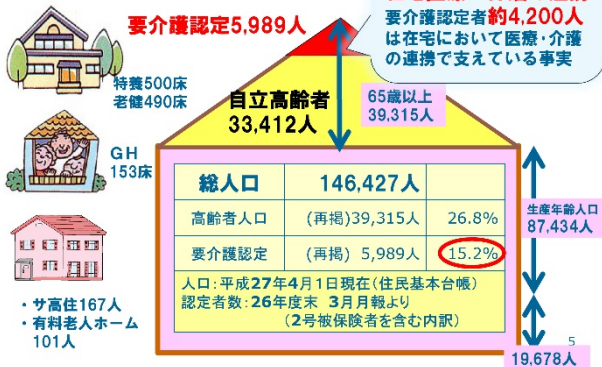 要介護認定5,989人
要介護認定者約4,200人
は在宅において医療・介護
の連携で支えている事実
特養500床
老健490床
自立高齢者
33,412人
65歳以上
39,315人
GH
153床
総人口 146,427人
高齢者人口 (再掲)39,315人 26.8%
要介護認定 (再掲) 5,989人 15.2%
人口:平成27年4月1日現在(住民基本台帳)
認定者数:26年度末 3月月報より
(2号被保険者を含む内訳)
生産年齢人口
87,434人
・サ高住167人
・有料老人ホーム
101人
5
19,678人